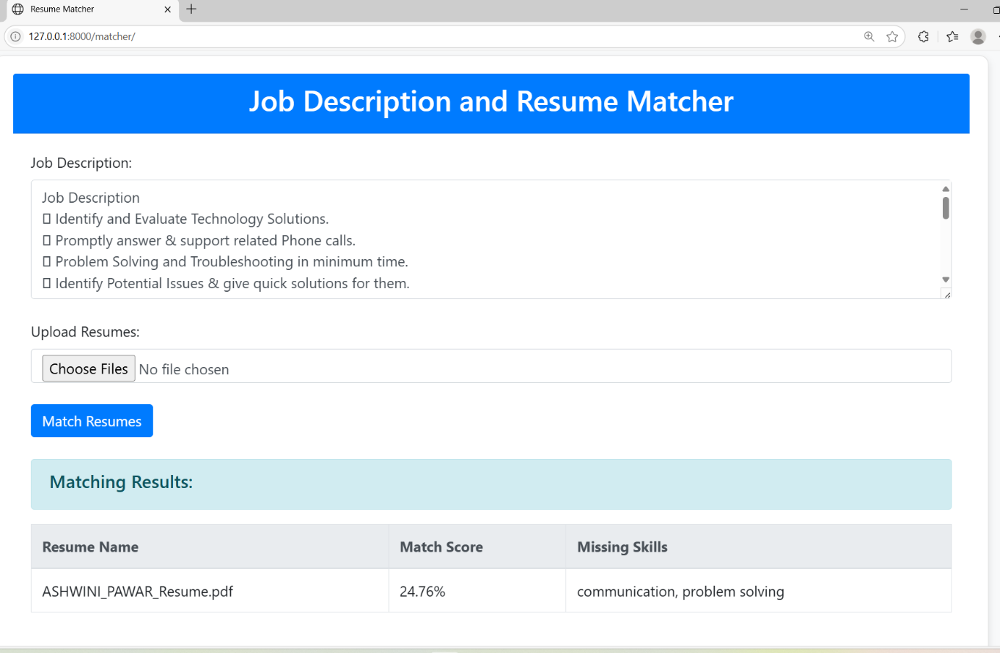 Resume Matcher
127.0.0.1:8000/matcher/
Job Description and Resume Matcher
Job Description:
Job Description
▯ Identify and Evaluate Technology Solutions.
▯ Promptly answer & support related Phone calls.
▯ Problem Solving and Troubleshooting in minimum time.
▯ Identify Potential Issues & give quick solutions for them.
Upload Resumes:
Choose Files No file chosen
Match Resumes
Matching Results:
Resume Name Match Score Missing Skills
ASHWINI_PAWAR_Resume.pdf 24.76% communication, problem solving